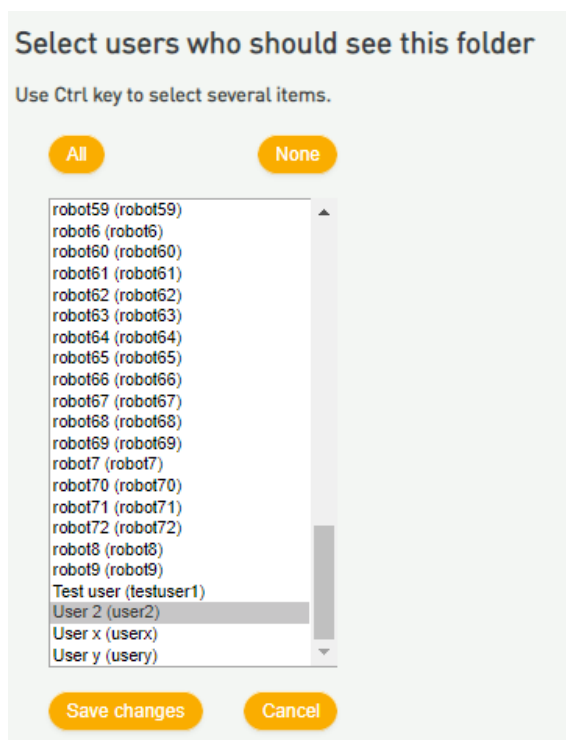 Select users who should see this folder
Use Ctrl key to select several items.
All None
robot59 (robot59)
robot6 (robot6)
robot60 (robot60)
robot61 (robot61)
robot62 (robot62)
robot63 (robot63)
robot64 (robot64)
robot65 (robot65)
robot66 (robot66)
robot67 (robot67)
robot68 (robot68)
robot69 (robot69)
robot7 (robot7)
robot70 (robot70)
robot71 (robot71)
robot72 (robot72)
robot8 (robot8)
robot9 (robot9)
Test user (testuser1)
User 2 (user2)
User x (userx)
User y (usery)
Save changes Cancel